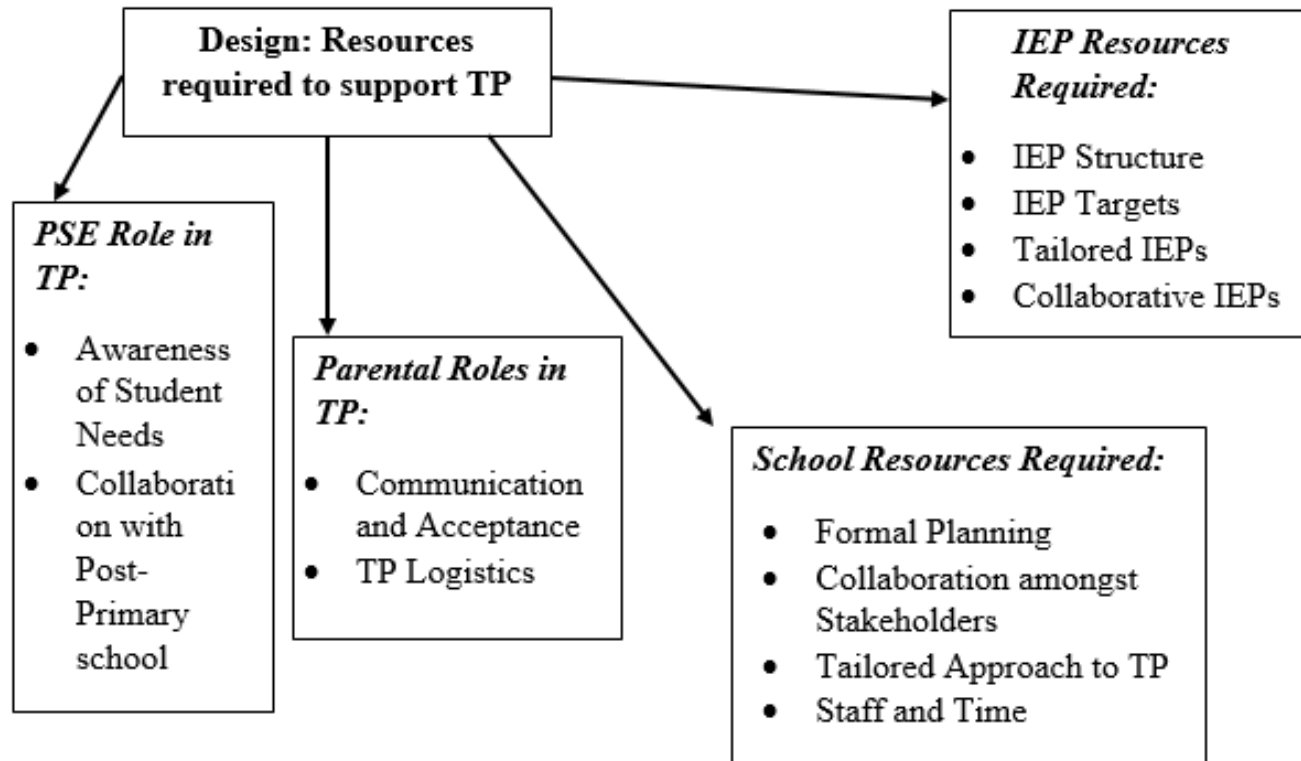 Design: Resources
required to support TP
IEP Resources
Required:
• IEP Structure
• IEP Targets
• Tailored IEPs
• Collaborative IEPs
PSE Role in
TP:
• Awareness
of Student
Needs
• Collaborati
on with
Post-
Primary
school
Parental Roles in
TP:
• Communication
and Acceptance
• TP Logistics
School Resources Required:
• Formal Planning
• Collaboration amongst
Stakeholders
• Tailored Approach to TP
• Staff and Time